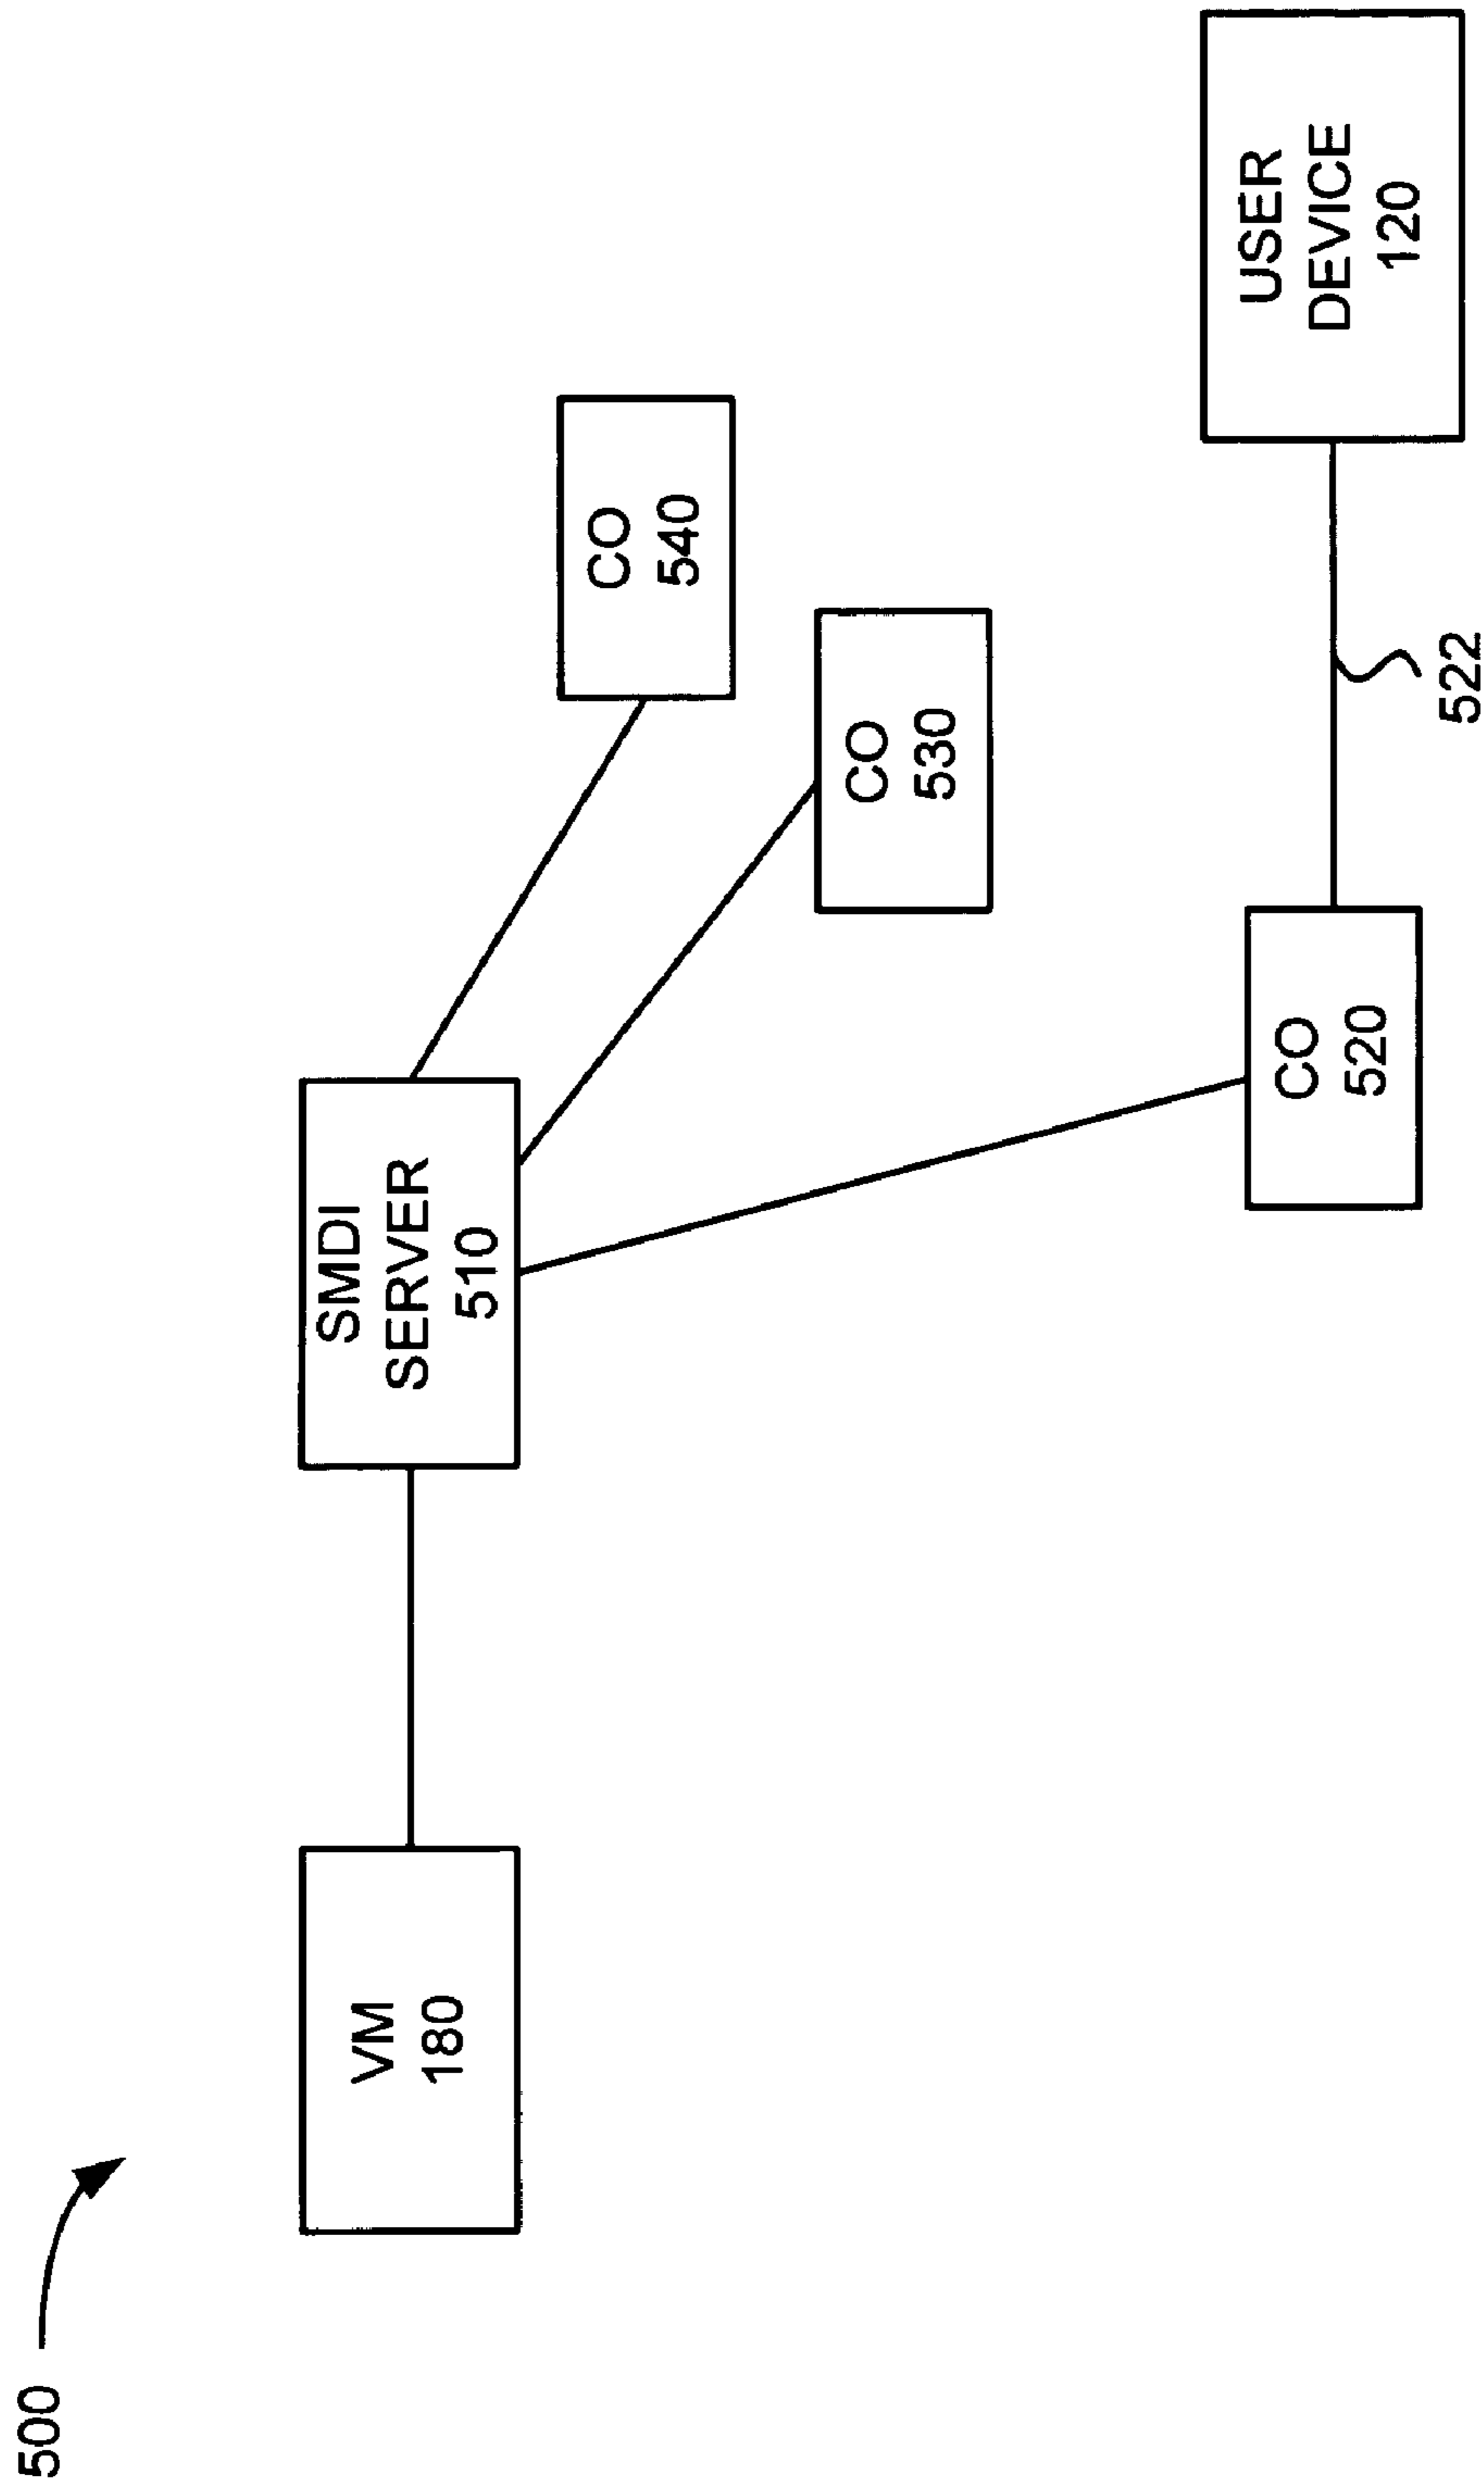 500
VM
180
SMDI
SERVER
510
CO
540
CO
530
CO
520
522
USER
DEVICE
120